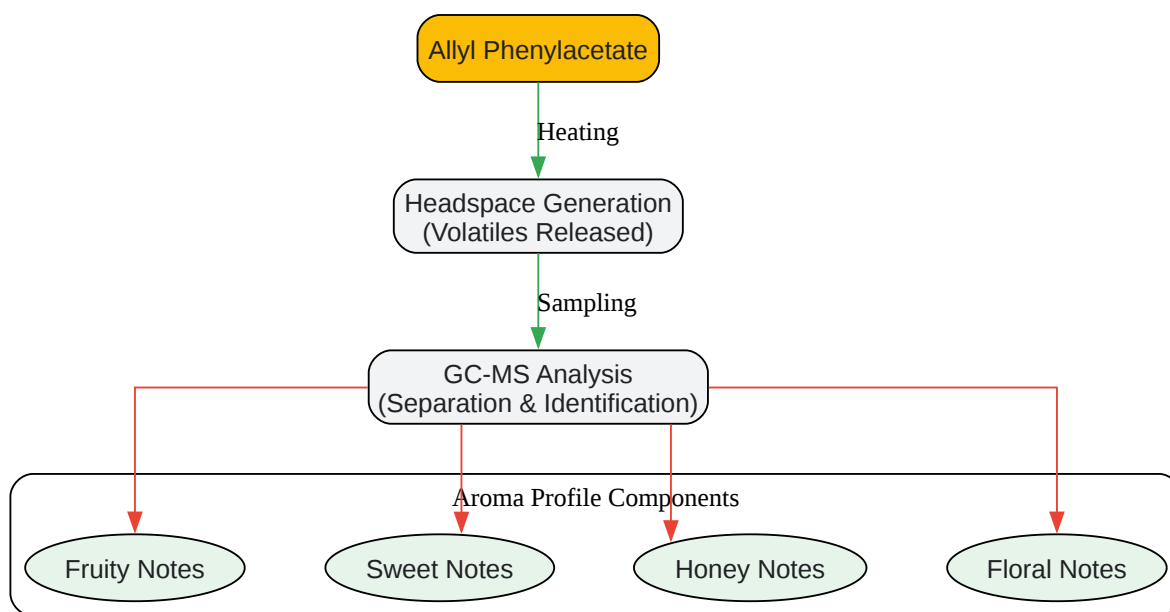 Allyl Phenylacetate
Heating
Headspace Generation
(Volatiles Released)
Sampling
GC-MS Analysis
(Separation & Identification)
Aroma Profile Components
Fruity Notes
Sweet Notes
Honey Notes
Floral Notes